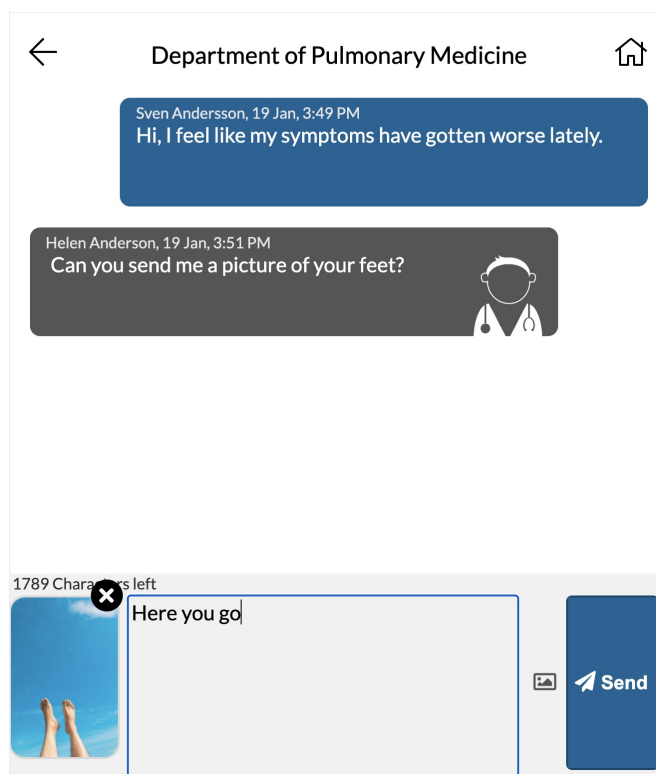 Department of Pulmonary Medicine
Sven Andersson, 19 Jan, 3:49 PM
Hi, I feel like my symptoms have gotten worse lately.
Helen Anderson, 19 Jan, 3:51 PM
Can you send me a picture of your feet?
1789 Characters left
Here you go
Send